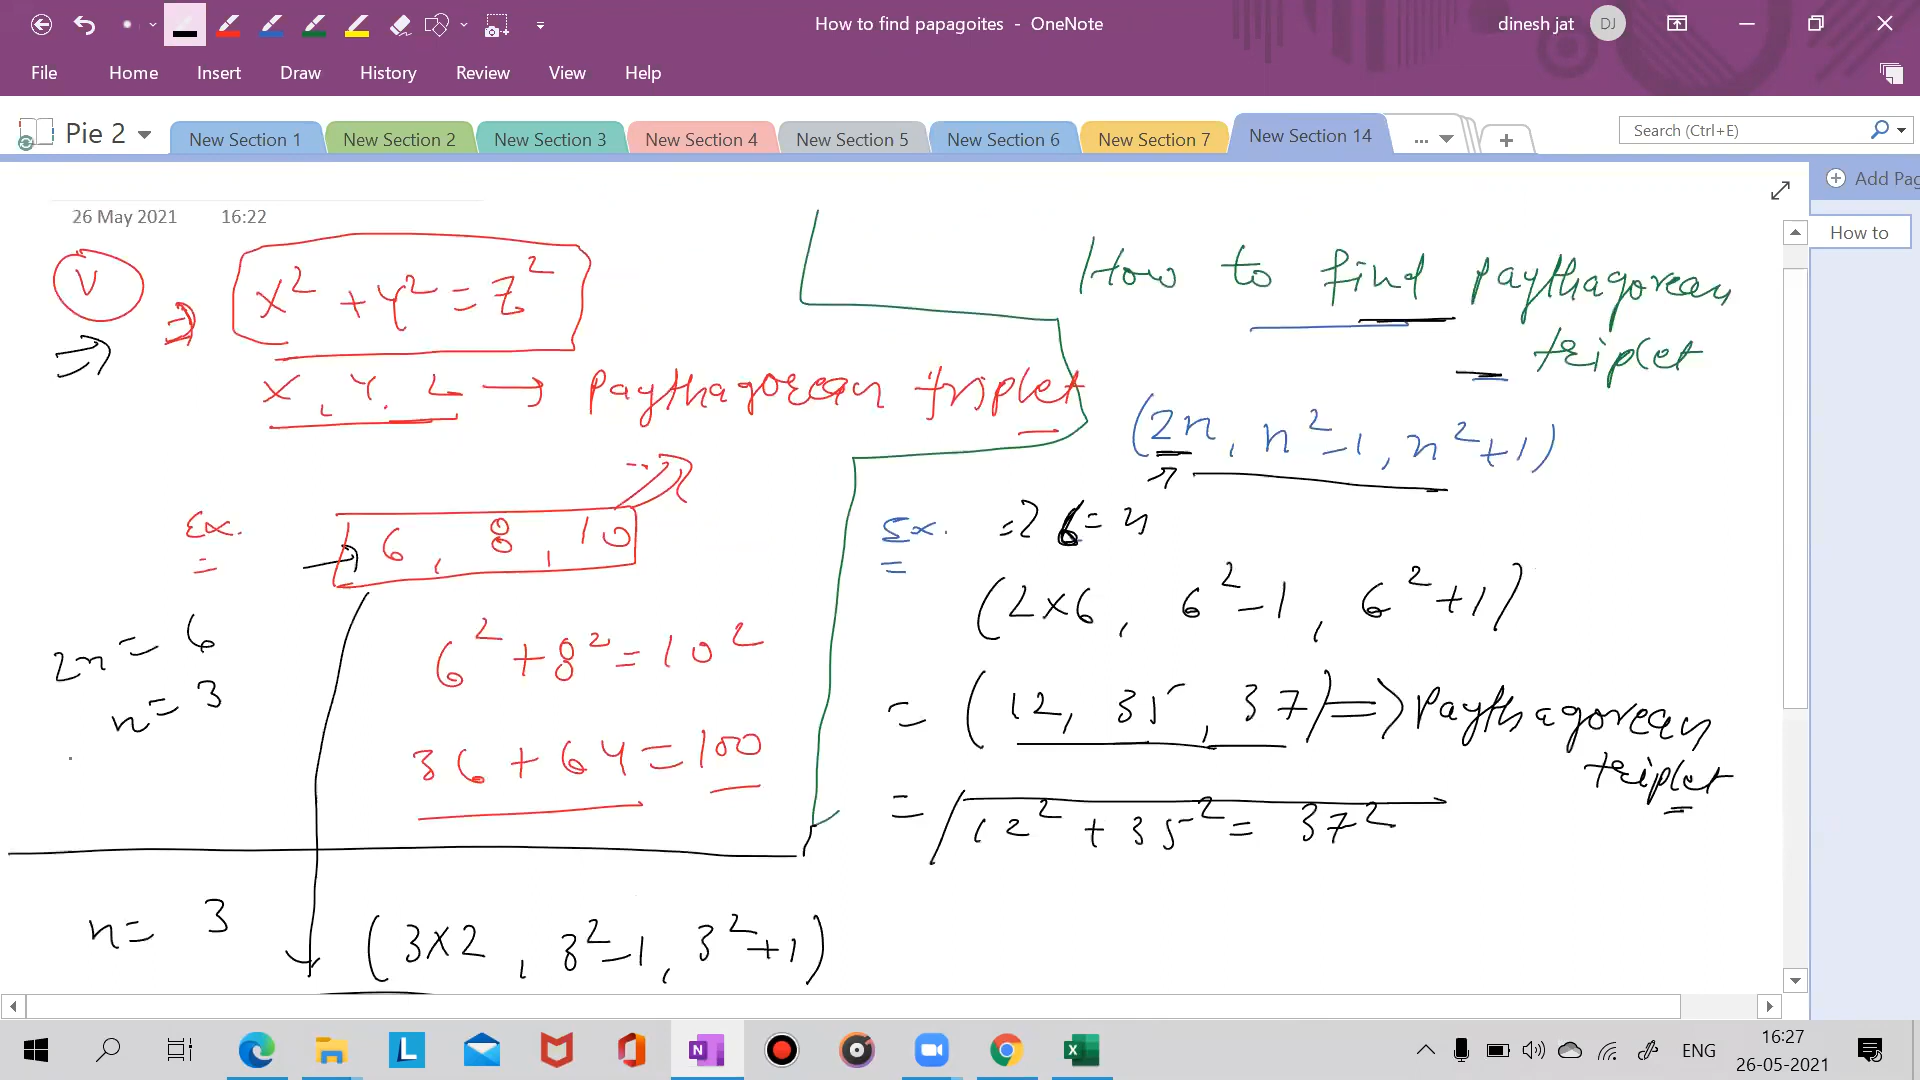 How to find papagoites - OneNote
dinesh jat DJ
File Home Insert Draw History Review View Help
Pie 2 New Section 1 New Section 2 New Section 3 New Section 4 New Section 5 New Section 6 New Section 7 New Section 14 ... +
Search (Ctrl+E)
Add Pag
How to
26 May 2021 16:22
V
⇒ x² + y² = z²
x, y, z → Paythagorean triplet
Ex. 6, 8, 10
2n = 6
n = 3
6² + 8² = 10²
36 + 64 = 100
n = 3
(3×2, 3²-1, 3²+1)
How to find paythagorean
triplet
(2n, n²-1, n²+1)
Ex. ⇒ 6 = n
(2×6, 6²-1, 6²+1)
= (12, 35, 37) ⇒ Paythagorean
triplet
= 12² + 35² = 37²
L
N
X
ENG
16:27
26-05-2021